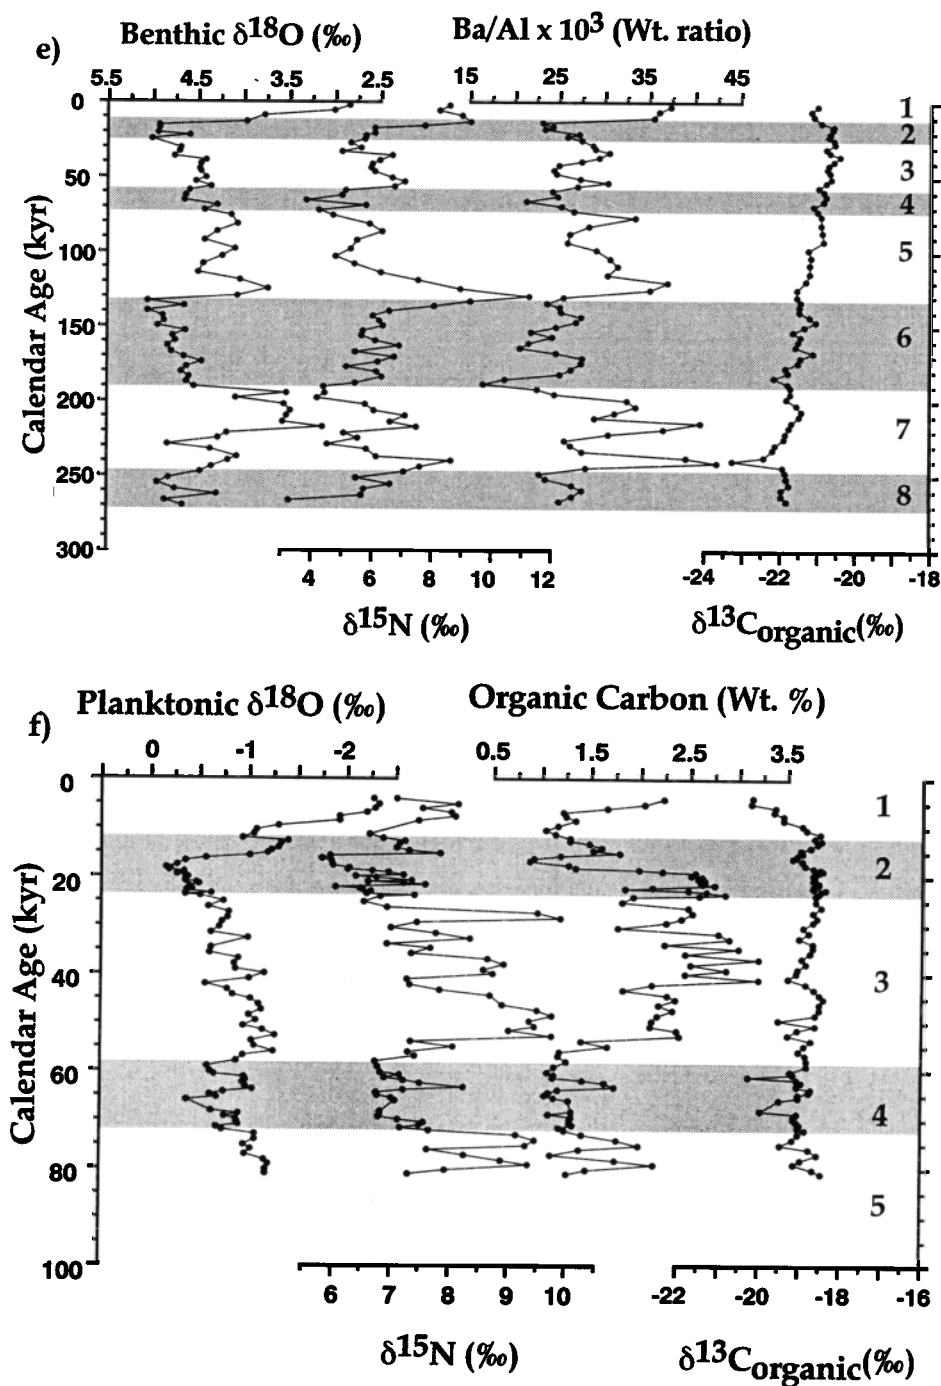 e)
Benthic δ18O (‰) Ba/Al x 10³ (Wt. ratio)
5.5 4.5 3.5 2.5 15 25 35 45
Calendar Age (kyr)
0
50
100
150
200
250
300
1
2
3
4
5
6
7
8
4 6 8 10 12 -24 -22 -20 -18
δ15N (‰) δ13Corganic(‰)
f)
Planktonic δ18O (‰) Organic Carbon (Wt. %)
0 -1 -2 0.5 1.5 2.5 3.5
Calendar Age (kyr)
0
20
40
60
80
100
1
2
3
4
5
6 7 8 9 10 -22 -20 -18 -16
δ15N (‰) δ13Corganic(‰)